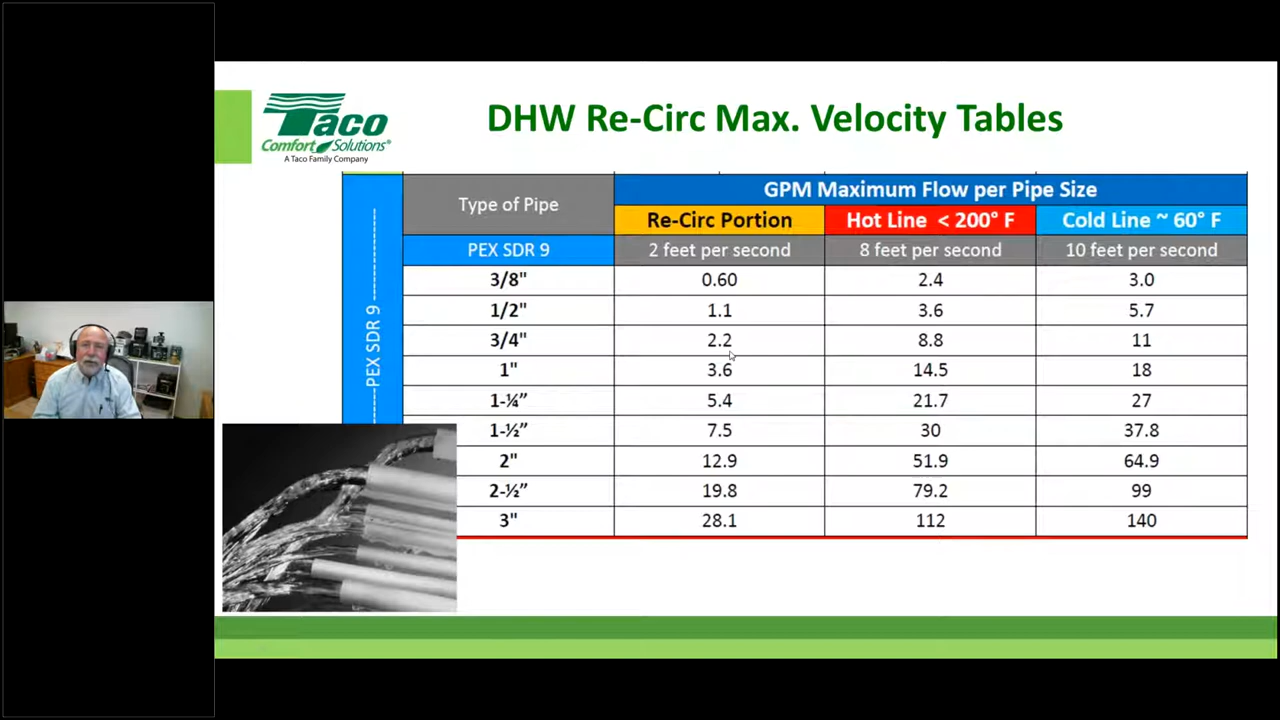 Taco
Comfort Solutions®
A Taco Family Company
DHW Re-Circ Max. Velocity Tables
PEX SDR 9
Type of Pipe
GPM Maximum Flow per Pipe Size
Re-Circ Portion Hot Line < 200° F Cold Line ~ 60° F
PEX SDR 9 2 feet per second 8 feet per second 10 feet per second
3/8" 0.60 2.4 3.0
1/2" 1.1 3.6 5.7
3/4" 2.2 8.8 11
1" 3.6 14.5 18
1-¼” 5.4 21.7 27
1-½” 7.5 30 37.8
2" 12.9 51.9 64.9
2-½” 19.8 79.2 99
3" 28.1 112 140